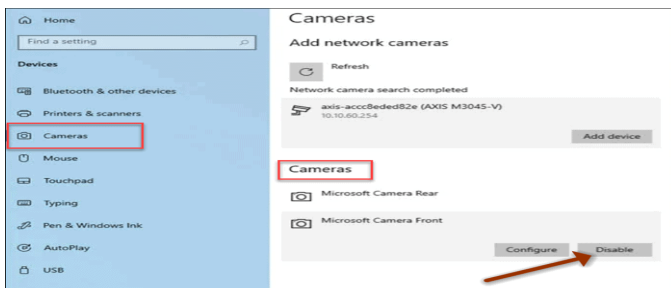 Home
Find a setting
Devices
Bluetooth & other devices
Printers & scanners
Cameras
Mouse
Touchpad
Typing
Pen & Windows Ink
AutoPlay
USB
Cameras
Add network cameras
Refresh
Network camera search completed
axis-accc8eded82e (AXIS M3045-V)
10.10.60.254
Add device
Cameras
Microsoft Camera Rear
Microsoft Camera Front
Configure Disable